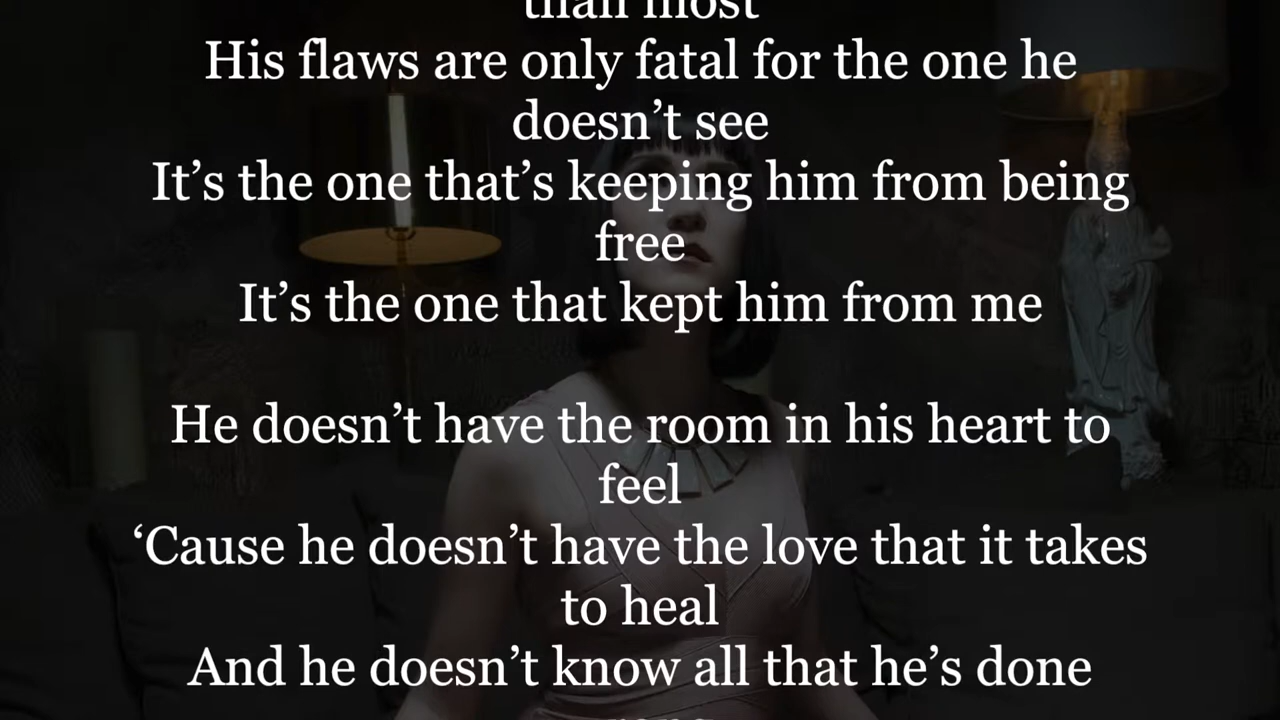 than most
His flaws are only fatal for the one he
doesn’t see
It’s the one that’s keeping him from being
free
It’s the one that kept him from me
He doesn’t have the room in his heart to
feel
‘Cause he doesn’t have the love that it takes
to heal
And he doesn’t know all that he’s done